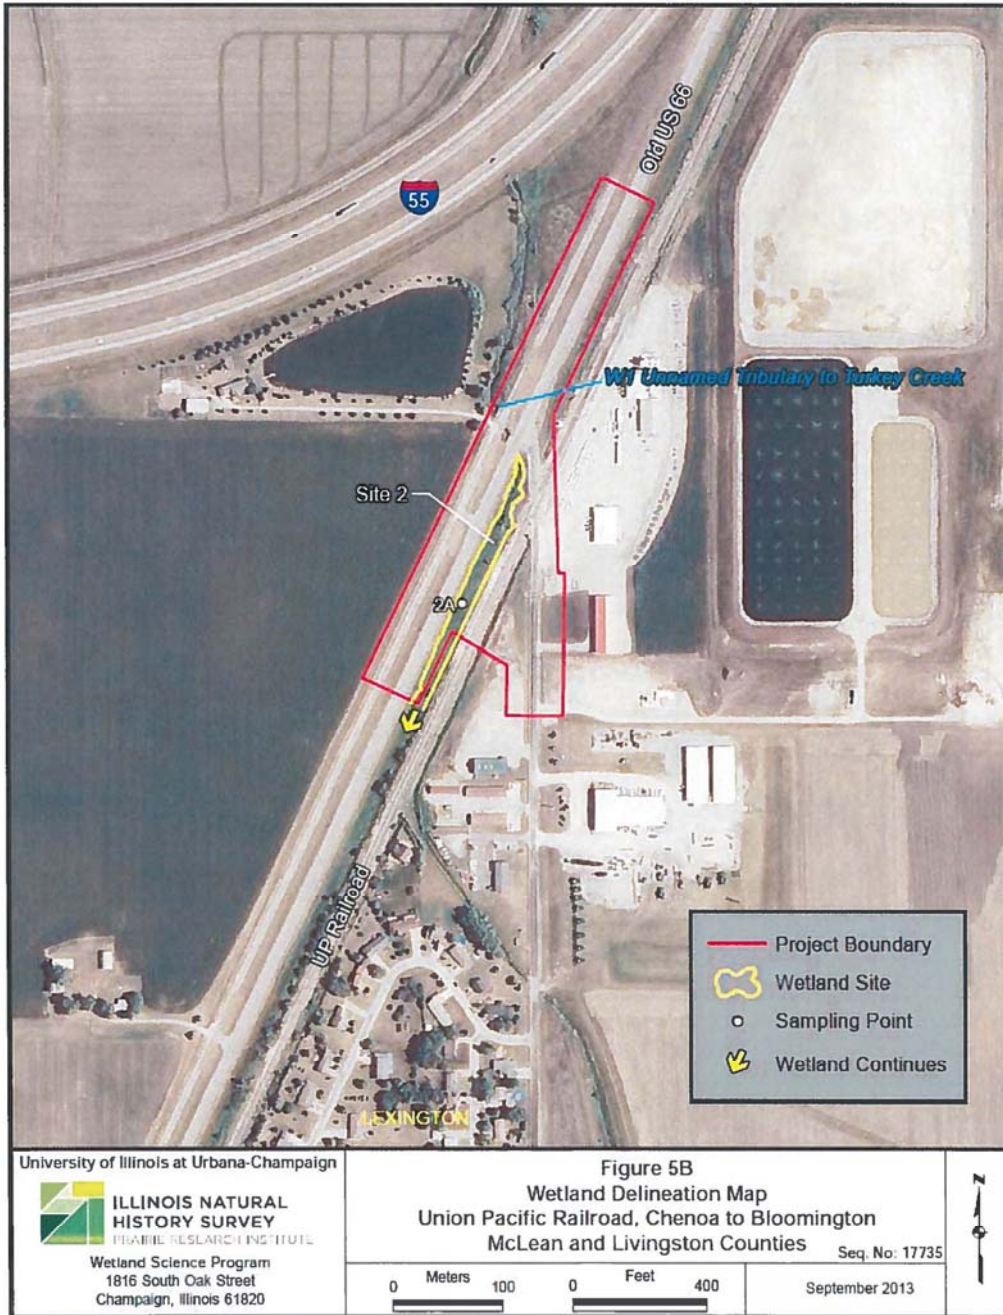 Old US 66
55
W1 Unnamed Tributary to Turkey Creek
Site 2
2A
UP Railroad
LEXINGTON
Project Boundary
Wetland Site
Sampling Point
Wetland Continues
University of Illinois at Urbana-Champaign
ILLINOIS NATURAL
HISTORY SURVEY
PRAIRIE RESEARCH INSTITUTE
Wetland Science Program
1816 South Oak Street
Champaign, Illinois 61820
Figure 5B
Wetland Delineation Map
Union Pacific Railroad, Chenoa to Bloomington
McLean and Livingston Counties
Seq. No: 17735
Meters
0 100
Feet
0 400
September 2013
N